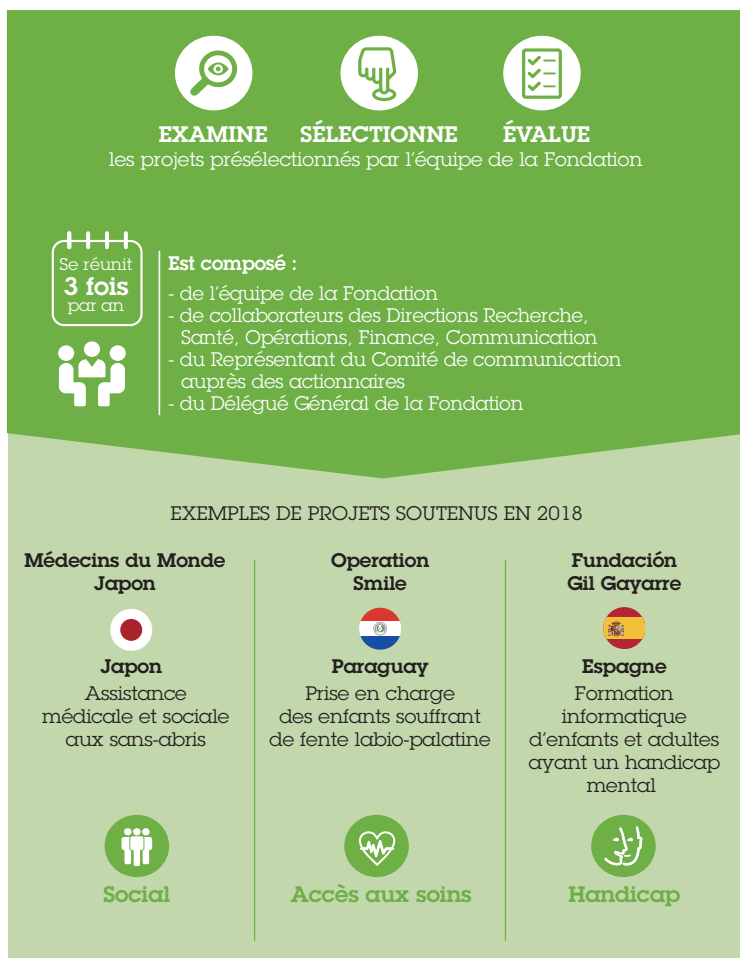 EXAMINE
SÉLECTIONNE
ÉVALUE
les projets présélectionnés par l'équipe de la Fondation
Se réunit
3 fois
par an
Est composé :
- de l'équipe de la Fondation
- de collaborateurs des Directions Recherche,
Santé, Opérations, Finance, Communication
- du Représentant du Comité de communication
auprès des actionnaires
- du Délégué Général de la Fondation
EXEMPLES DE PROJETS SOUTENUS EN 2018
Médecins du Monde
Japon
Japon
Assistance
médicale et sociale
aux sans-abris
Social
Operation
Smile
Paraguay
Prise en charge
des enfants souffrant
de fente labio-palatine
Accès aux soins
Fundación
Gil Gayarre
Espagne
Formation
informatique
d'enfants et adultes
ayant un handicap
mental
Handicap